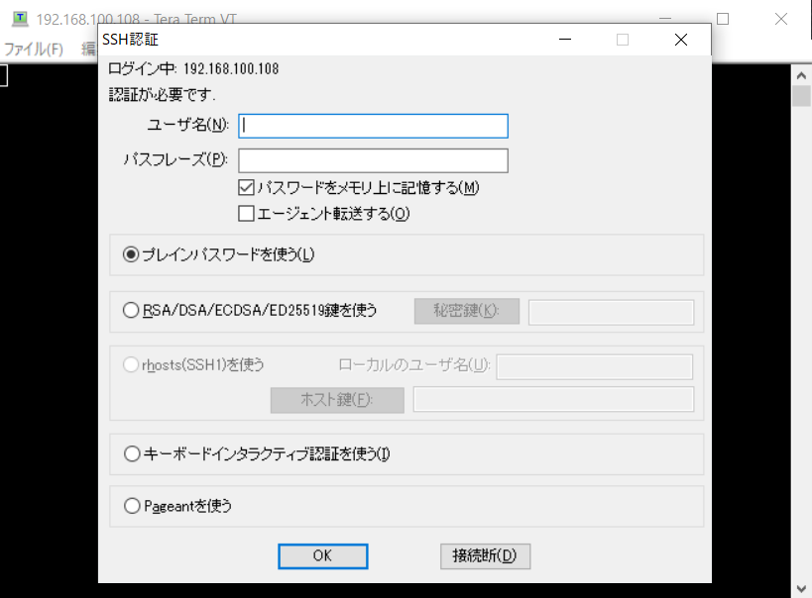 192.168.100.108 - Tera Term VT
ファイル(F) 編
SSH認証
ログイン中: 192.168.100.108
認証が必要です.
ユーザ名(N):
パスフレーズ(P):
パスワードをメモリ上に記憶する(M)
エージェント転送する(O)
プレインパスワードを使う(L)
RSA/DSA/ECDSA/ED25519鍵を使う 秘密鍵(K):
rhosts(SSH1)を使う ローカルのユーザ名(U):
ホスト鍵(F):
キーボードインタラクティブ認証を使う(I)
Pageantを使う
OK 接続断(D)